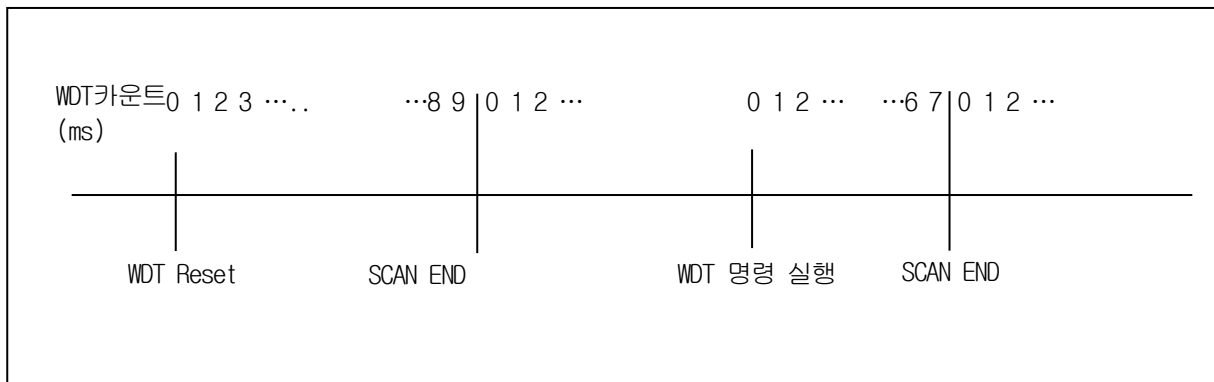 WDT카운트 0 1 2 3 ‥‥. …8 9 0 1 2 … 0 1 2 … …6 7 0 1 2 …
(ms)
WDT Reset SCAN END WDT 명령 실행 SCAN END